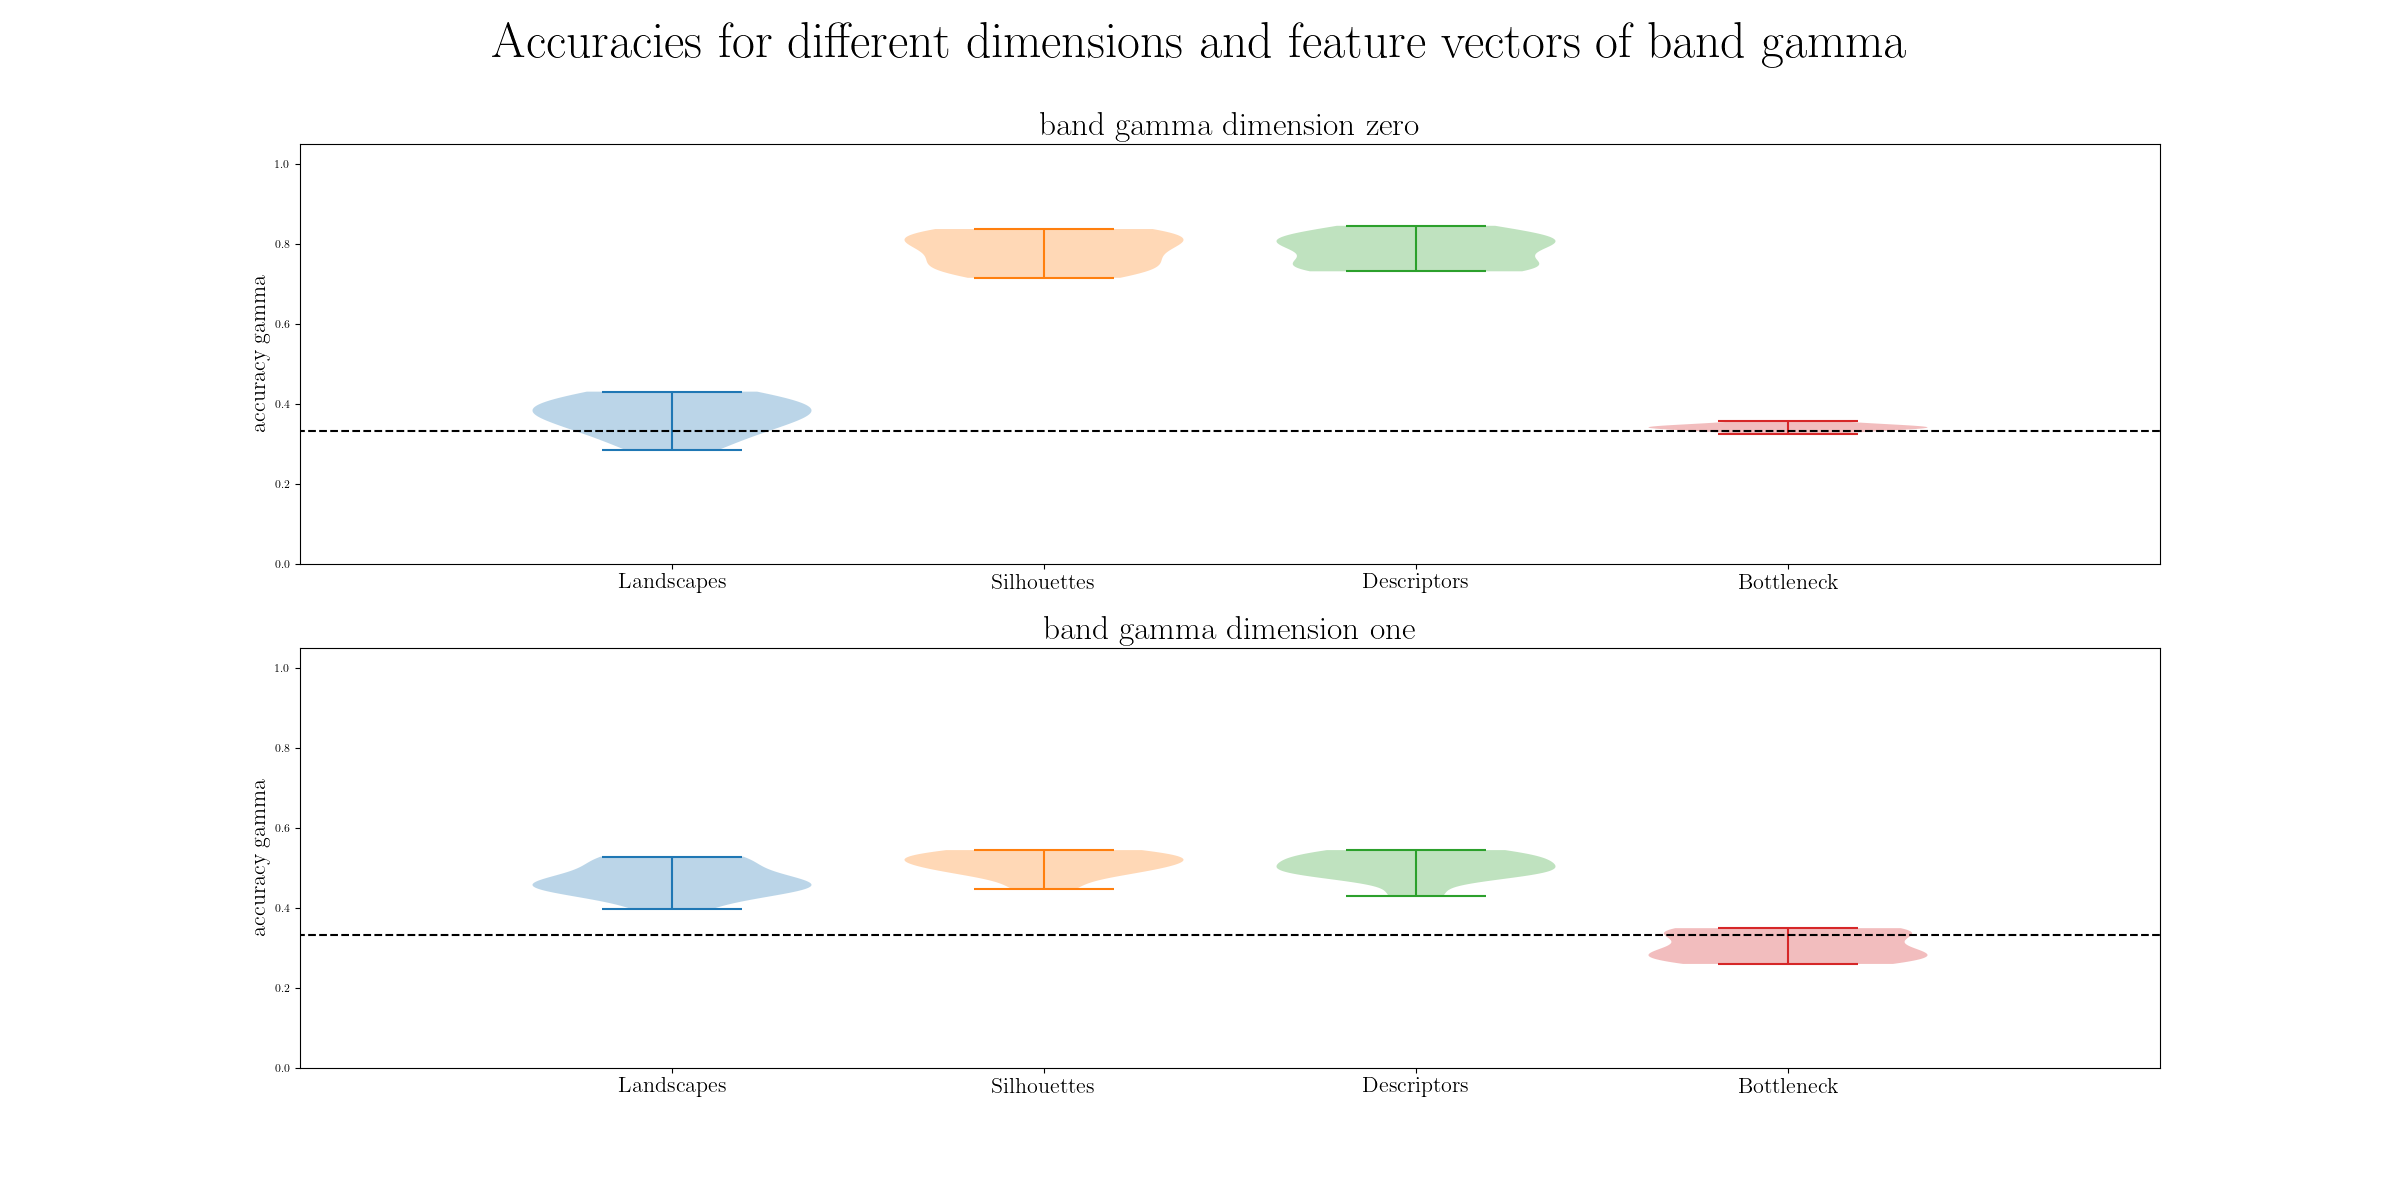 Accuracies for different dimensions and feature vectors of band gamma
band gamma dimension zero
1.0
0.8
0.6
0.4
0.2
0.0
accuracy gamma
Landscapes Silhouettes Descriptors Bottleneck
band gamma dimension one
1.0
0.8
0.6
0.4
0.2
0.0
accuracy gamma
Landscapes Silhouettes Descriptors Bottleneck